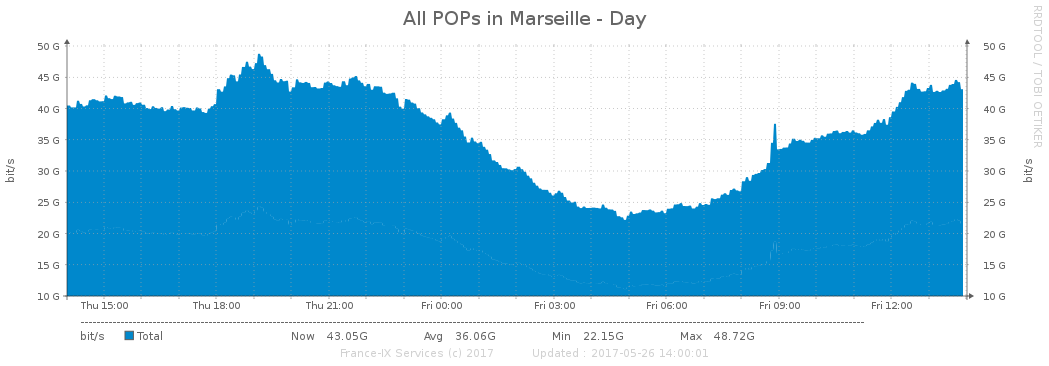 All POPs in Marseille - Day
RRDTOOL / TOBI OETIKER
50 G 50 G
45 G 45 G
40 G 40 G
35 G 35 G
30 G 30 G
25 G 25 G
20 G 20 G
15 G 15 G
10 G 10 G
bit/s bit/s
Thu 15:00 Thu 18:00 Thu 21:00 Fri 00:00 Fri 03:00 Fri 06:00 Fri 09:00 Fri 12:00
bit/s Total Now 43.05G Avg 36.06G Min 22.15G Max 48.72G
France-IX Services (c) 2017 Updated : 2017-05-26 14:00:01